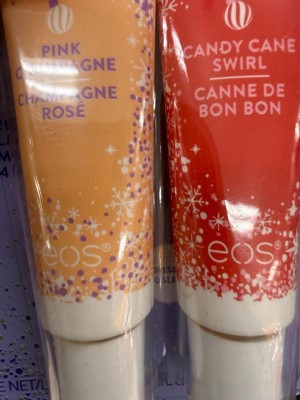 PINK
CHAMPAGNE
CHAMPAGNE
ROSÉ
eos
CANDY CANE
SWIRL
CANNE DE
BON BON
eos